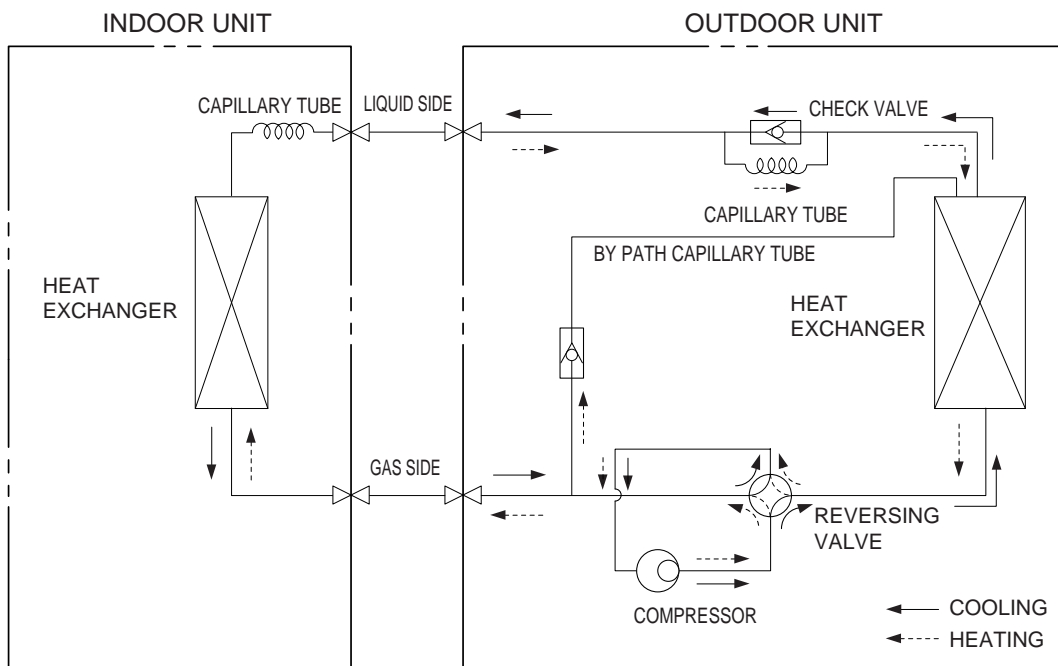 INDOOR UNIT
OUTDOOR UNIT
CAPILLARY TUBE
LIQUID SIDE
CHECK VALVE
CAPILLARY TUBE
BY PATH CAPILLARY TUBE
HEAT
EXCHANGER
HEAT
EXCHANGER
GAS SIDE
REVERSING
VALVE
COMPRESSOR
COOLING
HEATING